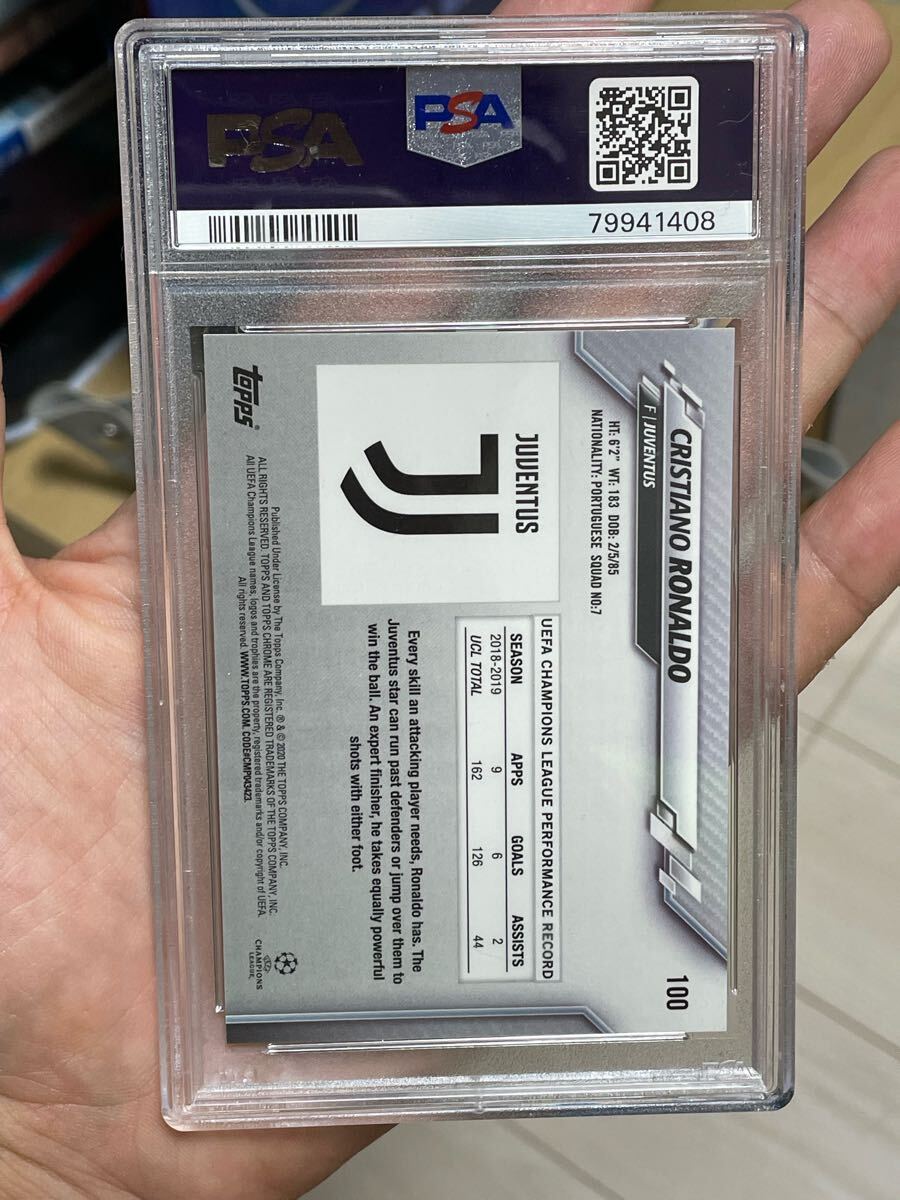 PSA
PSA
79941408
CRISTIANO RONALDO
100
F | JUVENTUS
HT: 6'2" WT: 183 DOB: 2/5/85
NATIONALITY: PORTUGUESE SQUAD NO:7
JUVENTUS
UEFA CHAMPIONS LEAGUE PERFORMANCE RECORD
SEASON APPS GOALS ASSISTS
2018-2019 9 6 2
UCL TOTAL 162 126 44
Every skill an attacking player needs, Ronaldo has. The
Juventus star can run past defenders or jump over them to
win the ball. An expert finisher, he takes equally powerful
shots with either foot.
topps®
Published Under License by The Topps Company, Inc. ® & © 2020 THE TOPPS COMPANY, INC.
ALL RIGHTS RESERVED. TOPPS AND TOPPS CHROME ARE REGISTERED TRADEMARKS OF THE TOPPS COMPANY, INC.
All UEFA Champions League names, logos and trophies are the property, registered trademarks and/or copyright of UEFA.
All rights reserved. WWW.TOPPS.COM. CODE#CMP043423.
UEFA
CHAMPIONS
LEAGUE